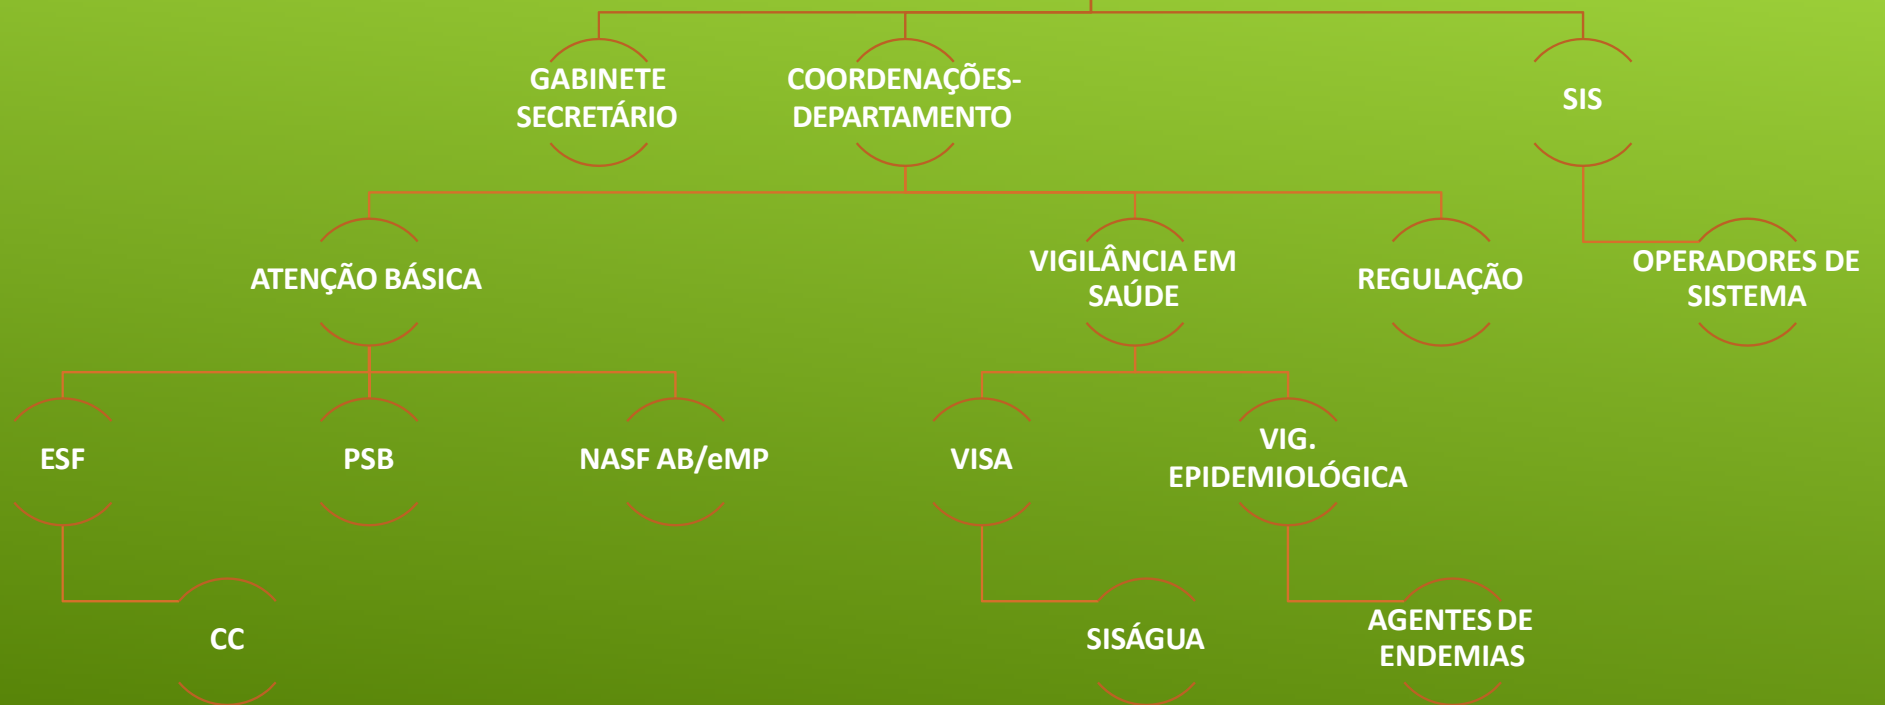 GABINETE
SECRETÁRIO
COORDENAÇÕES-
DEPARTAMENTO
SIS
ATENÇÃO BÁSICA
VIGILÂNCIA EM
SAÚDE
REGULAÇÃO
OPERADORES DE
SISTEMA
ESF
PSB
NASF AB/eMP
VISA
VIG.
EPIDEMIOLÓGICA
CC
SISÁGUA
AGENTES DE
ENDEMIAS